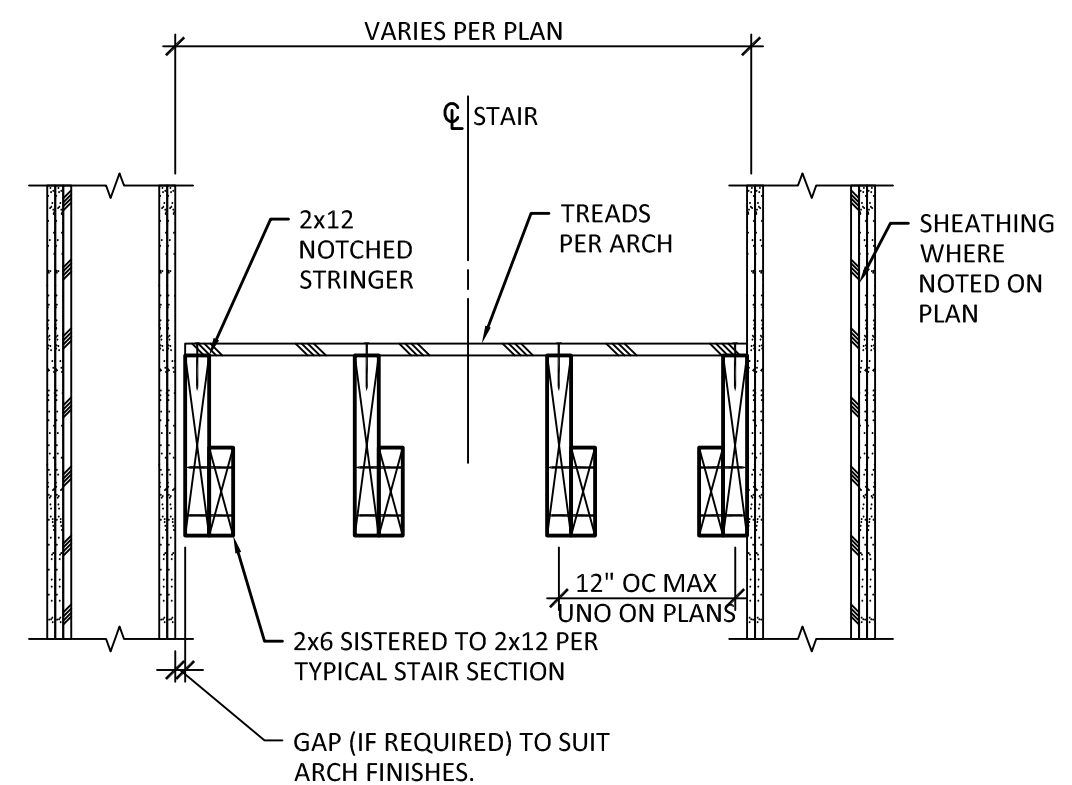 VARIES PER PLAN
℄ STAIR
2x12
NOTCHED
STRINGER
TREADS
PER ARCH
SHEATHING
WHERE
NOTED ON
PLAN
12" OC MAX
UNO ON PLANS
2x6 SISTERED TO 2x12 PER
TYPICAL STAIR SECTION
GAP (IF REQUIRED) TO SUIT
ARCH FINISHES.